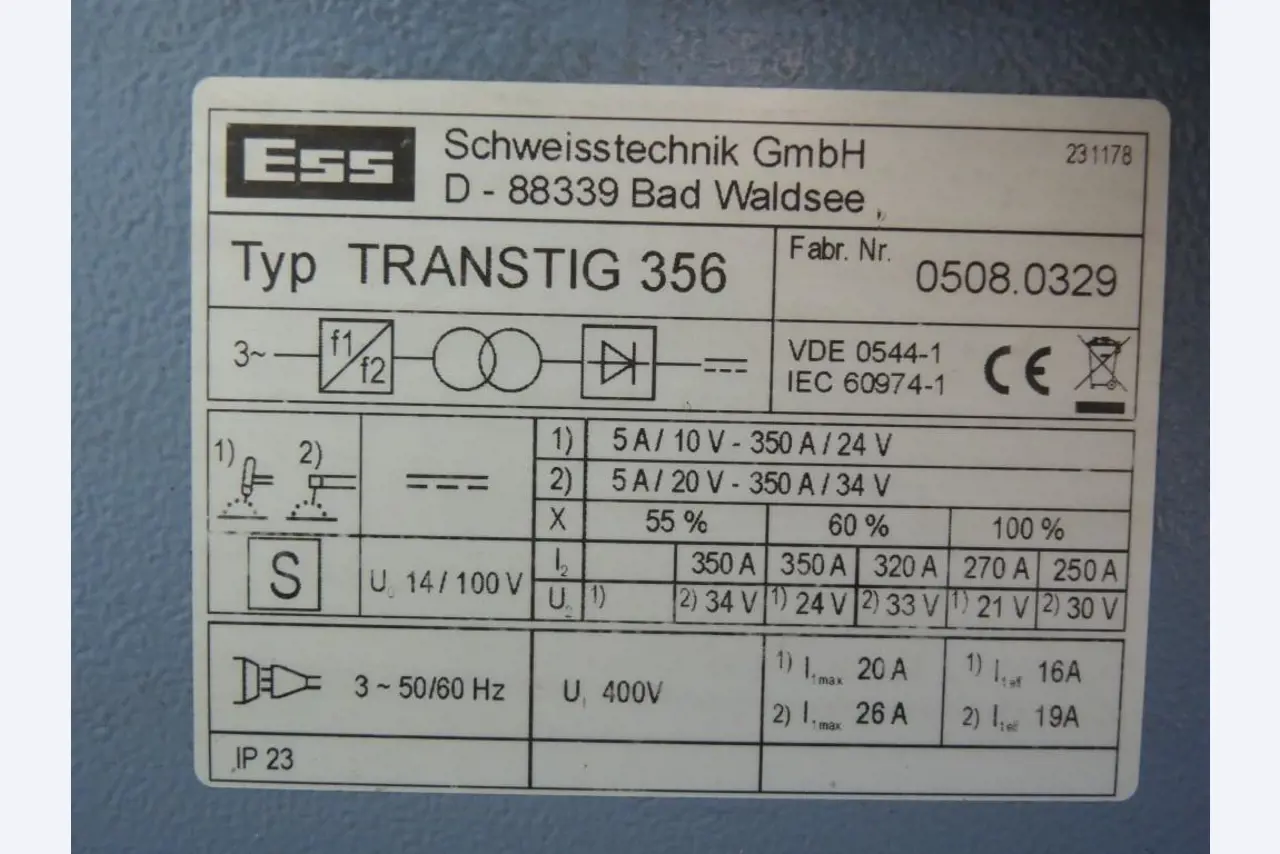 Ess
Schweisstechnik GmbH
D - 88339 Bad Waldsee
231178
Typ TRANSTIG 356
Fabr. Nr.
0508.0329
3~
f1
f2
VDE 0544-1
IEC 60974-1
CE
1) 2)
1) 5 A / 10 V - 350 A / 24 V
2) 5 A / 20 V - 350 A / 34 V
X 55 % 60 % 100 %
S
U₀ 14 / 100 V
I₂ 350 A 350 A 320 A 270 A 250 A
U₂ 1) 2) 34 V 1) 24 V 2) 33 V 1) 21 V 2) 30 V
3 ~ 50/60 Hz
U₁ 400V
1) I₁max 20 A
2) I₁max 26 A
1) I₁eff 16A
2) I₁eff 19A
IP 23